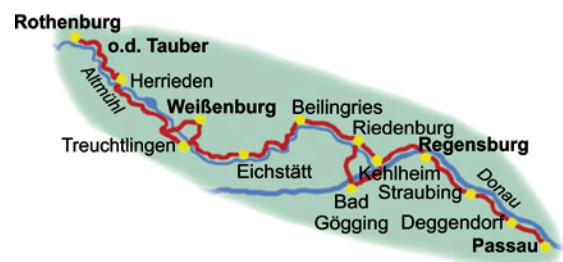 Rothenburg
o.d. Tauber
Herrieden
Altmühl
Weißenburg
Beilingries
Treuchtlingen
Riedenburg
Regensburg
Eichstätt
Kehlheim
Donau
Straubing
Bad
Gögging
Deggendorf
Passau